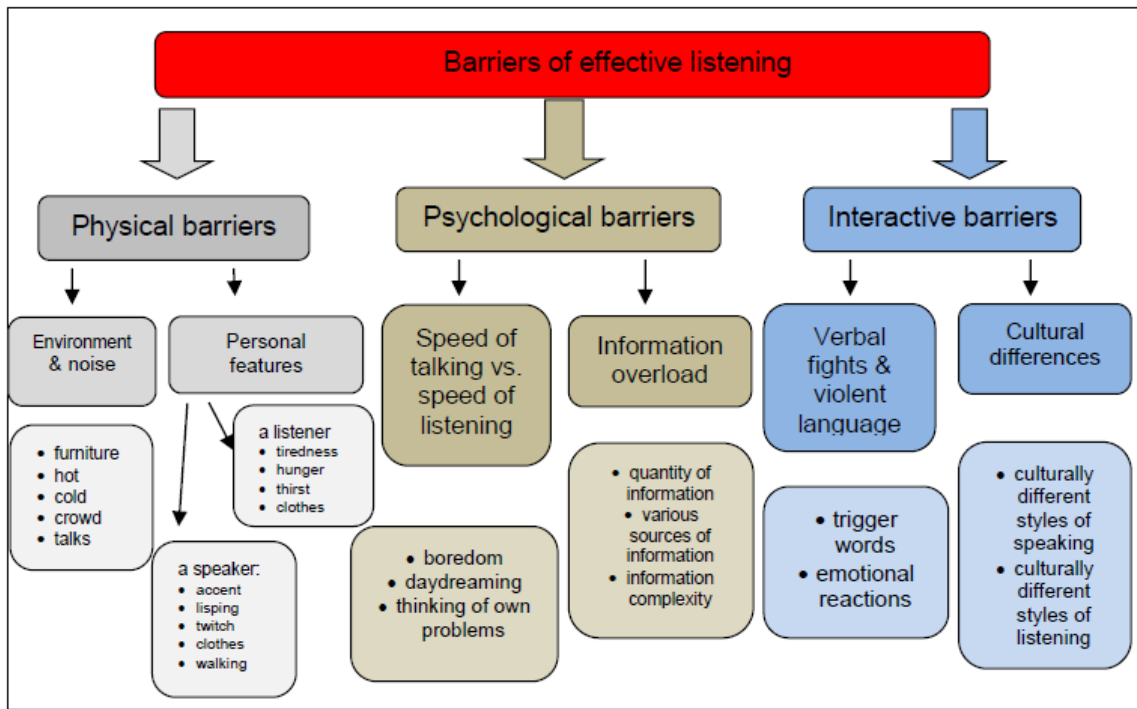 Barriers of effective listening
Physical barriers
Psychological barriers
Interactive barriers
Environment
& noise
Personal
features
Speed of
talking vs.
speed of
listening
Information
overload
Verbal
fights &
violent
language
Cultural
differences
• furniture
• hot
• cold
• crowd
• talks
a listener
• tiredness
• hunger
• thirst
• clothes
a speaker:
• accent
• lisping
• twitch
• clothes
• walking
• boredom
• daydreaming
• thinking of own
problems
• quantity of
information
• various
sources of
information
• information
complexity
• trigger
words
• emotional
reactions
• culturally
different
styles of
speaking
• culturally
different
styles of
listening